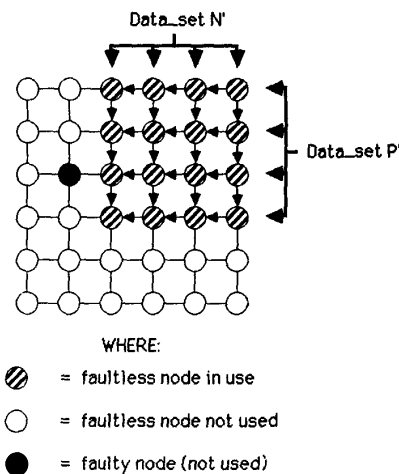 Data_set N'
Data_set P'
WHERE:
= faultless node in use
= faultless node not used
= faulty node (not used)